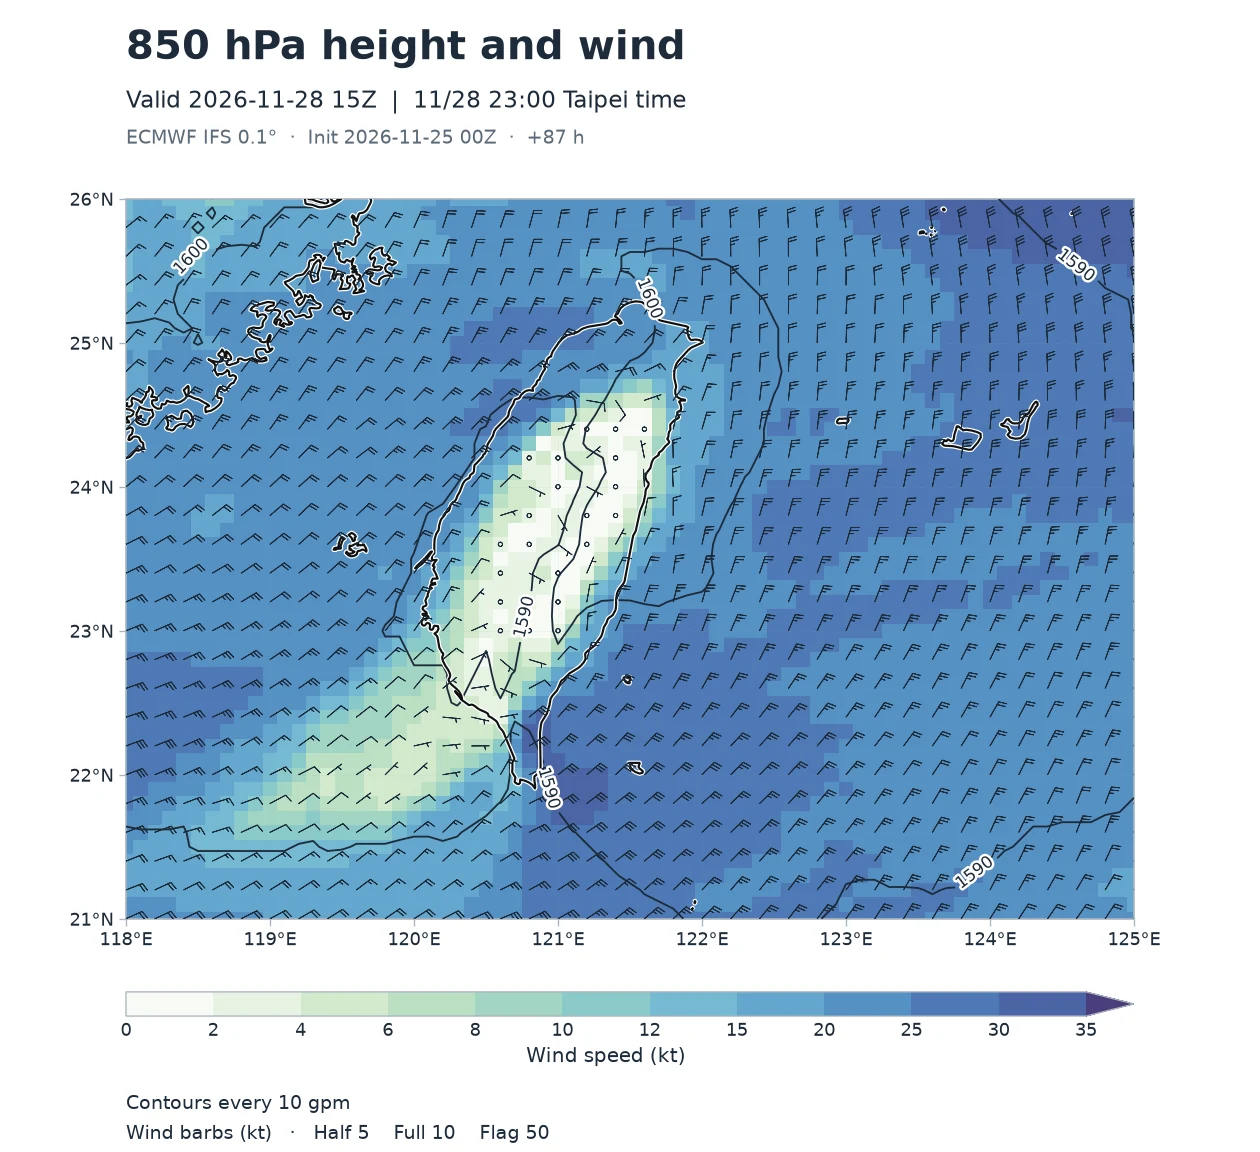 850 hPa height and wind
Valid 2026-11-28 15Z | 11/28 23:00 Taipei time
ECMWF IFS 0.1° · Init 2026-11-25 00Z · +87 h
26°N
25°N
24°N
23°N
22°N
21°N
1600
1600
1590
1590
1590
1590
118°E 119°E 120°E 121°E 122°E 123°E 124°E 125°E
0 2 4 6 8 10 12 15 20 25 30 35
Wind speed (kt)
Contours every 10 gpm
Wind barbs (kt) · Half 5 Full 10 Flag 50